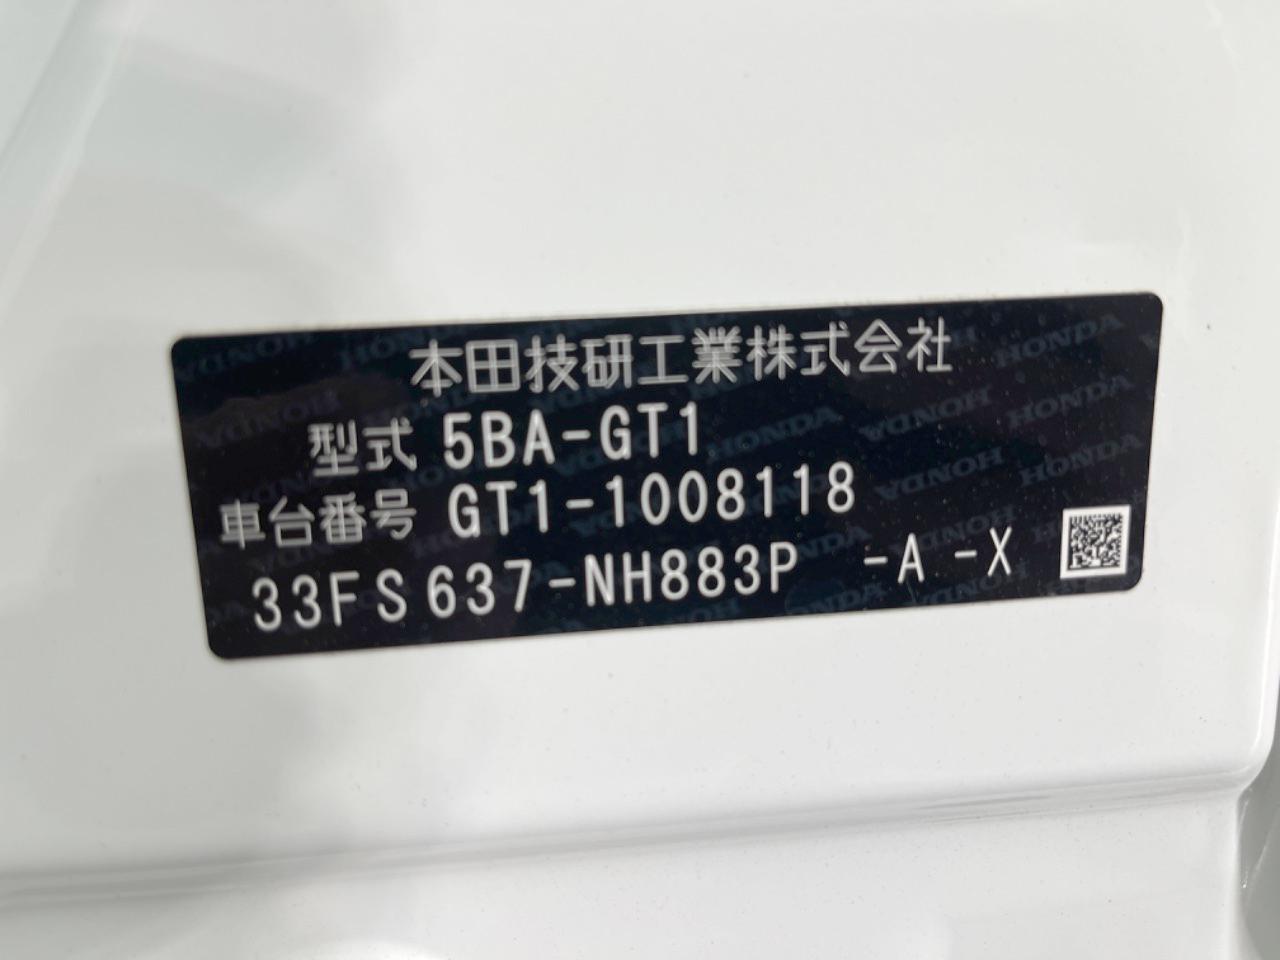 本田技研工業株式会社
型式 5BA-GT1
車台番号 GT1-1008118
33FS637-NH883P -A -X